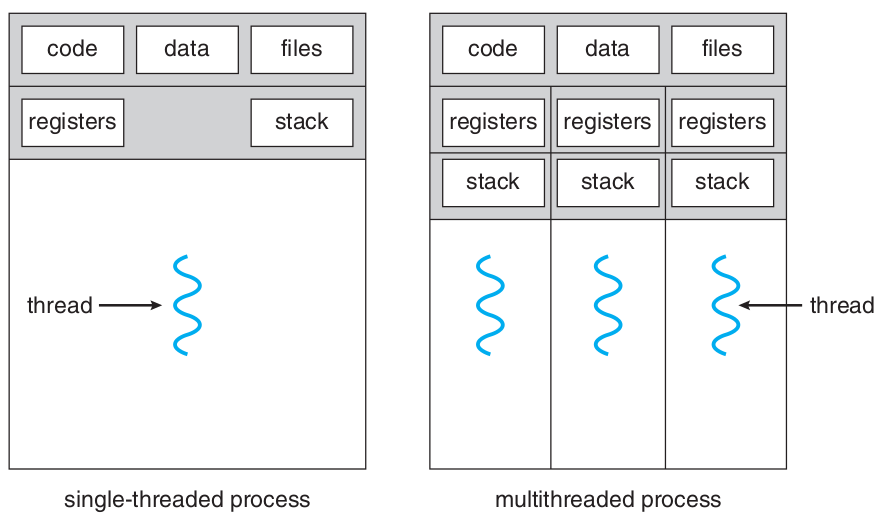 code data files
registers stack
thread
single-threaded process
code data files
registers registers registers
stack stack stack
thread
multithreaded process